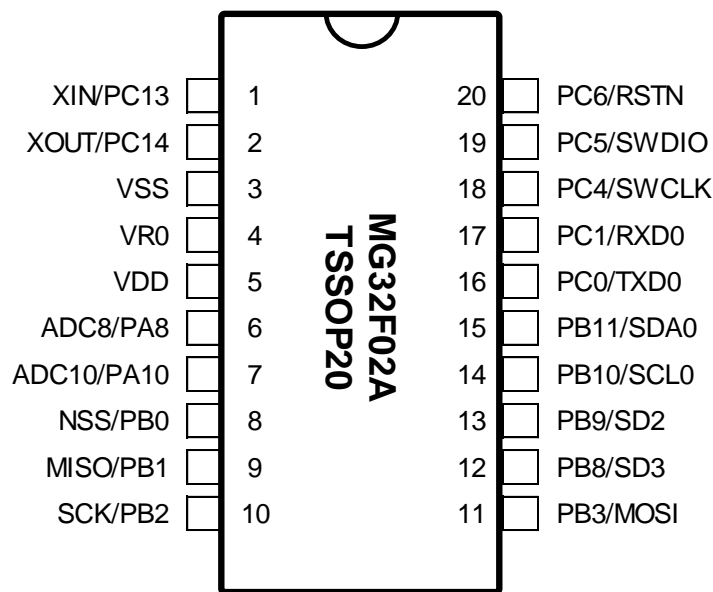 XIN/PC13 1 20 PC6/RSTN
XOUT/PC14 2 19 PC5/SWDIO
VSS 3 18 PC4/SWCLK
VR0 4 17 PC1/RXD0
VDD 5 16 PC0/TXD0
ADC8/PA8 6 15 PB11/SDA0
ADC10/PA10 7 14 PB10/SCL0
NSS/PB0 8 13 PB9/SD2
MISO/PB1 9 12 PB8/SD3
SCK/PB2 10 11 PB3/MOSI
MG32F02A
TSSOP20